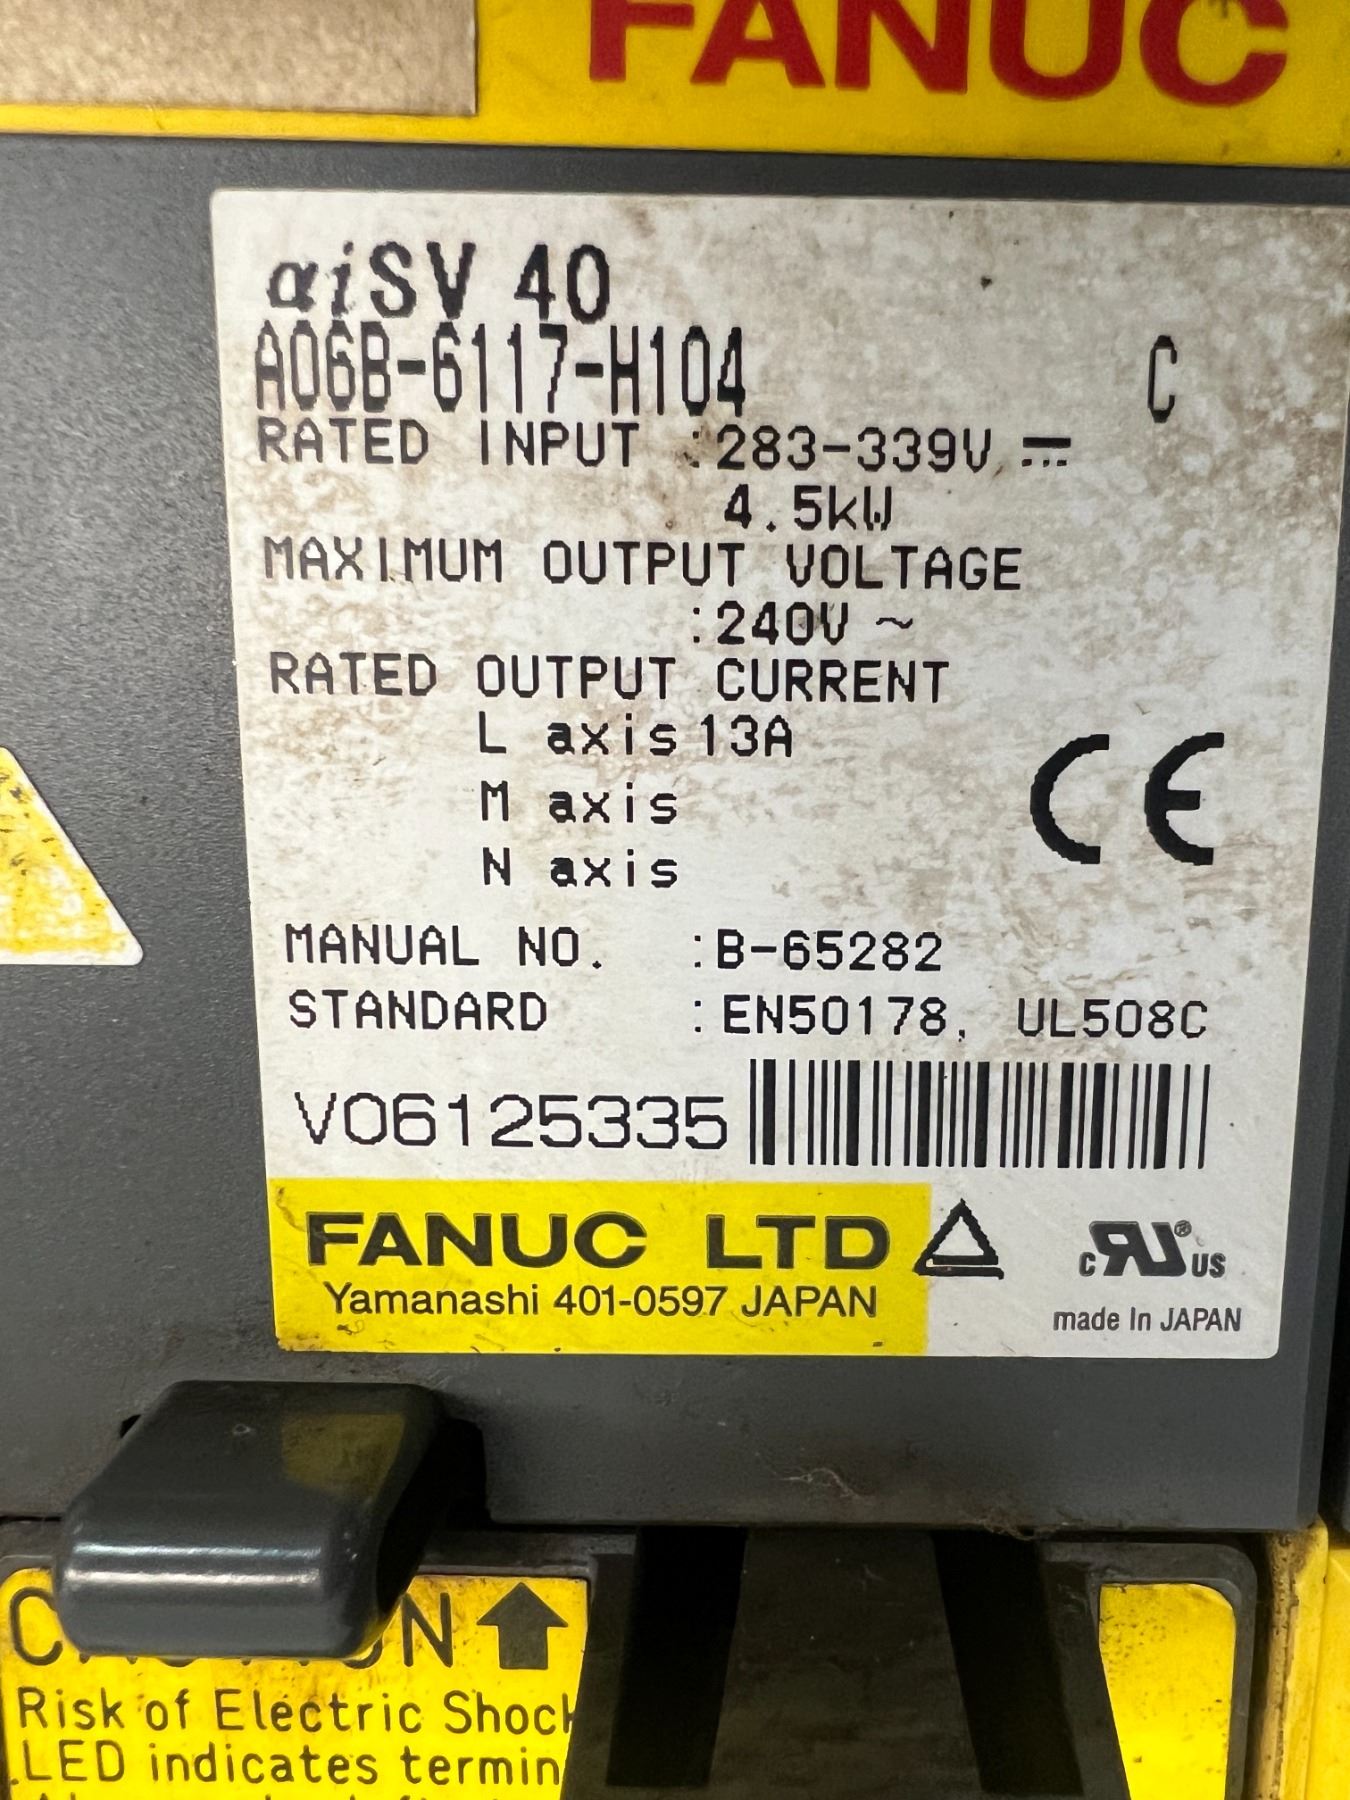 FANUC
αiSV 40
A06B-6117-H104 C
RATED INPUT :283-339V ⎓
4.5kW
MAXIMUM OUTPUT VOLTAGE
:240V ~
RATED OUTPUT CURRENT
L axis 13A
M axis
N axis
CE
MANUAL NO. :B-65282
STANDARD :EN50178, UL508C
V06125335
FANUC LTD
Yamanashi 401-0597 JAPAN
c RU® US
made in JAPAN
Risk of Electric Shock
LED indicates termin